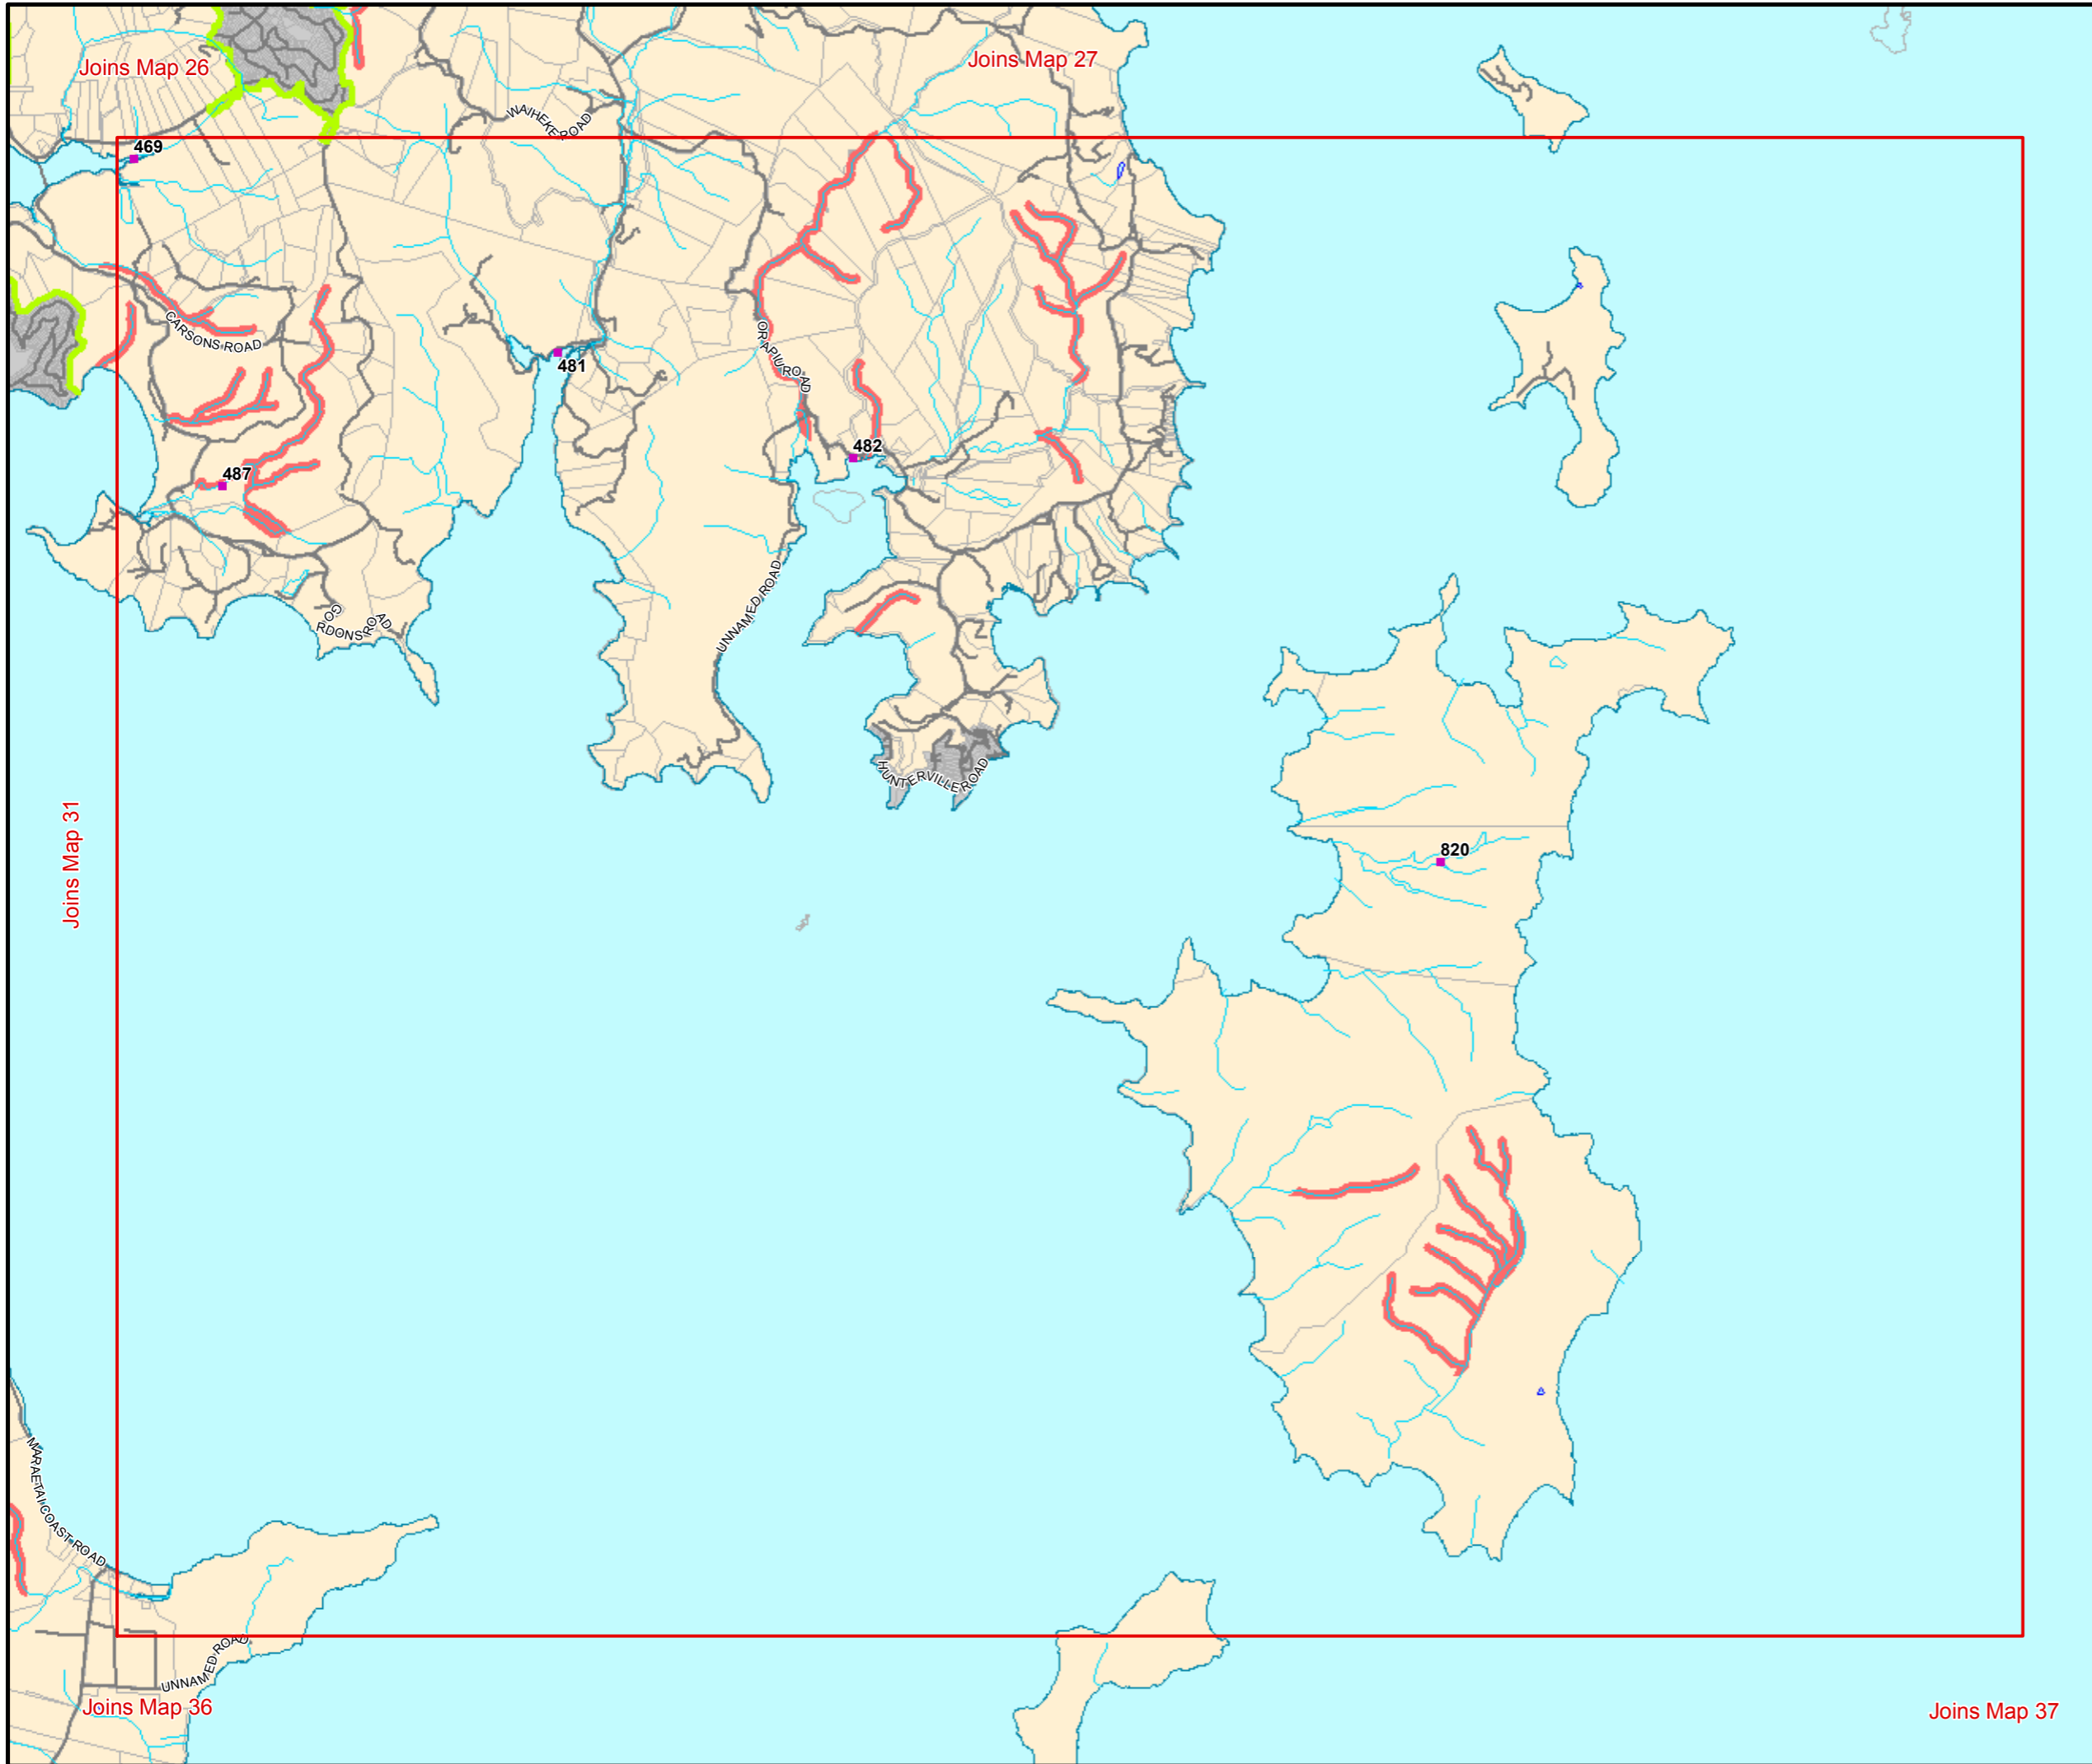 Joins Map 26
Joins Map 27
WAIHEKE ROAD
469
CARSONS ROAD
ORAPIU ROAD
481
482
487
GORDONS ROAD
UNNAMED ROAD
HUNTERVILLE ROAD
Joins Map 31
820
MARAETAI COAST ROAD
UNNAMED ROAD
Joins Map 36
Joins Map 37